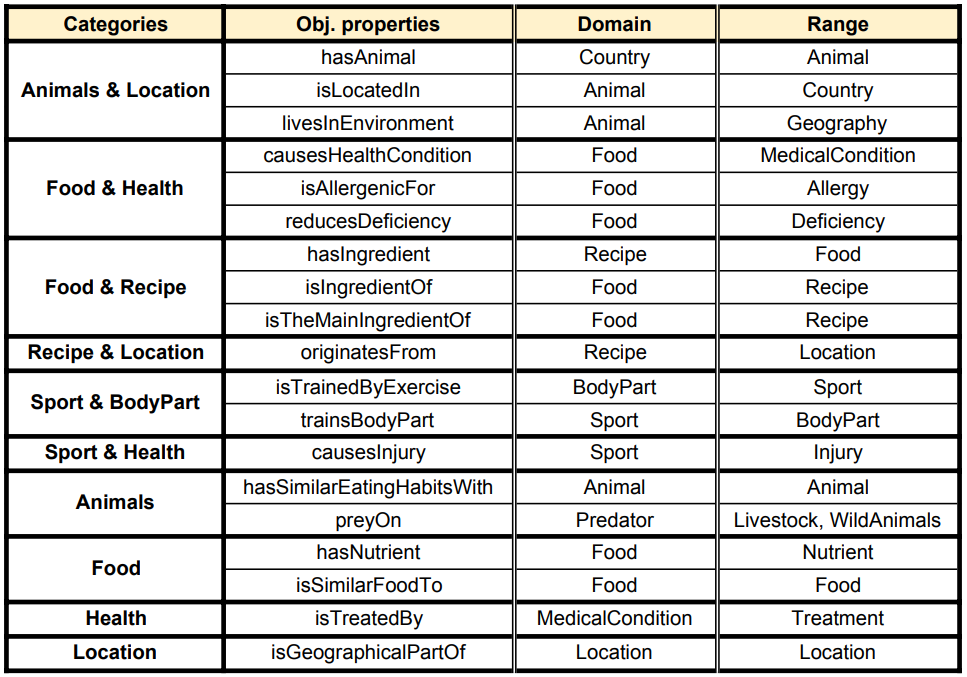 Categories Obj. properties Domain Range
Animals & Location hasAnimal Country Animal
isLocatedIn Animal Country
livesInEnvironment Animal Geography
Food & Health causesHealthCondition Food MedicalCondition
isAllergenicFor Food Allergy
reducesDeficiency Food Deficiency
Food & Recipe hasIngredient Recipe Food
isIngredientOf Food Recipe
isTheMainIngredientOf Food Recipe
Recipe & Location originatesFrom Recipe Location
Sport & BodyPart isTrainedByExercise BodyPart Sport
trainsBodyPart Sport BodyPart
Sport & Health causesInjury Sport Injury
Animals hasSimilarEatingHabitsWith Animal Animal
preyOn Predator Livestock, WildAnimals
Food hasNutrient Food Nutrient
isSimilarFoodTo Food Food
Health isTreatedBy MedicalCondition Treatment
Location isGeographicalPartOf Location Location